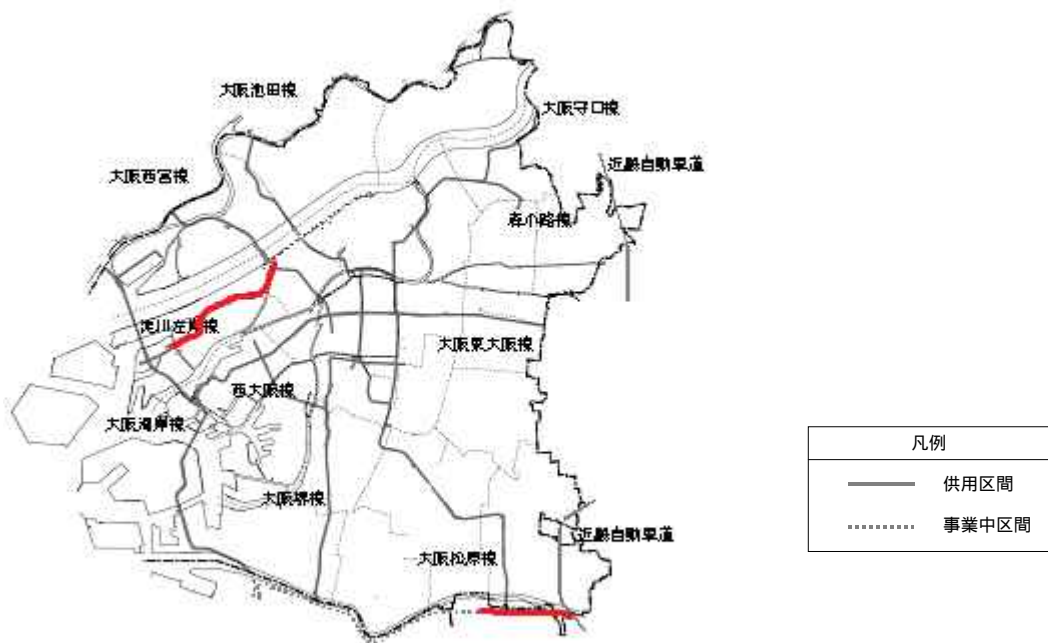 大阪池田線
大阪守口線
近畿自動車道
大阪西宮線
森小路線
淀川左岸線
大阪東大阪線
西大阪線
大阪湾岸線
大阪堺線
近畿自動車道
大阪松原線
凡例
供用区間
事業中区間